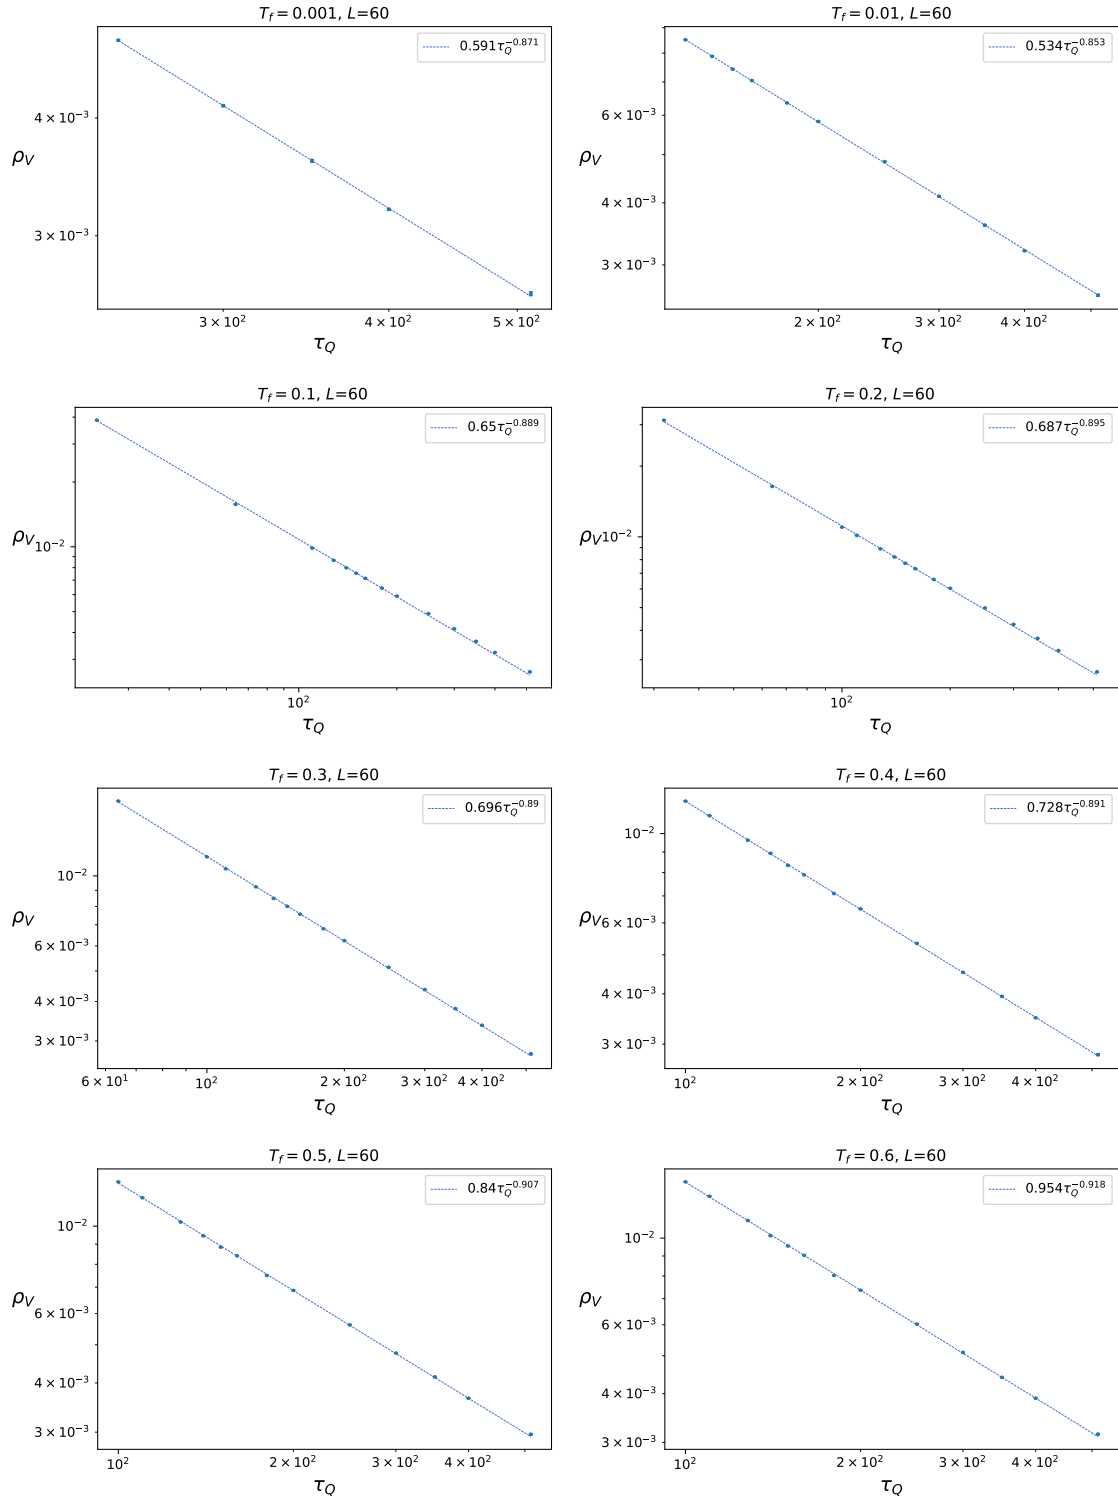 T_f = 0.001, L=60
0.591τ_Q^{−0.871}
4 × 10^{−3}
ρ_V
3 × 10^{−3}
3 × 10^2 4 × 10^2 5 × 10^2
τ_Q
T_f = 0.01, L=60
0.534τ_Q^{−0.853}
6 × 10^{−3}
ρ_V
4 × 10^{−3}
3 × 10^{−3}
2 × 10^2 3 × 10^2 4 × 10^2
τ_Q
T_f = 0.1, L=60
0.65τ_Q^{−0.889}
ρ_V 10^{−2}
10^2
τ_Q
T_f = 0.2, L=60
0.687τ_Q^{−0.895}
ρ_V 10^{−2}
10^2
τ_Q
T_f = 0.3, L=60
0.696τ_Q^{−0.89}
10^{−2}
ρ_V
6 × 10^{−3}
4 × 10^{−3}
3 × 10^{−3}
6 × 10^1 10^2 2 × 10^2 3 × 10^2 4 × 10^2
τ_Q
T_f = 0.4, L=60
0.728τ_Q^{−0.891}
10^{−2}
ρ_V 6 × 10^{−3}
4 × 10^{−3}
3 × 10^{−3}
10^2 2 × 10^2 3 × 10^2 4 × 10^2
τ_Q
T_f = 0.5, L=60
0.84τ_Q^{−0.907}
10^{−2}
ρ_V
6 × 10^{−3}
4 × 10^{−3}
3 × 10^{−3}
10^2 2 × 10^2 3 × 10^2 4 × 10^2
τ_Q
T_f = 0.6, L=60
0.954τ_Q^{−0.918}
10^{−2}
ρ_V
6 × 10^{−3}
4 × 10^{−3}
3 × 10^{−3}
10^2 2 × 10^2 3 × 10^2 4 × 10^2
τ_Q